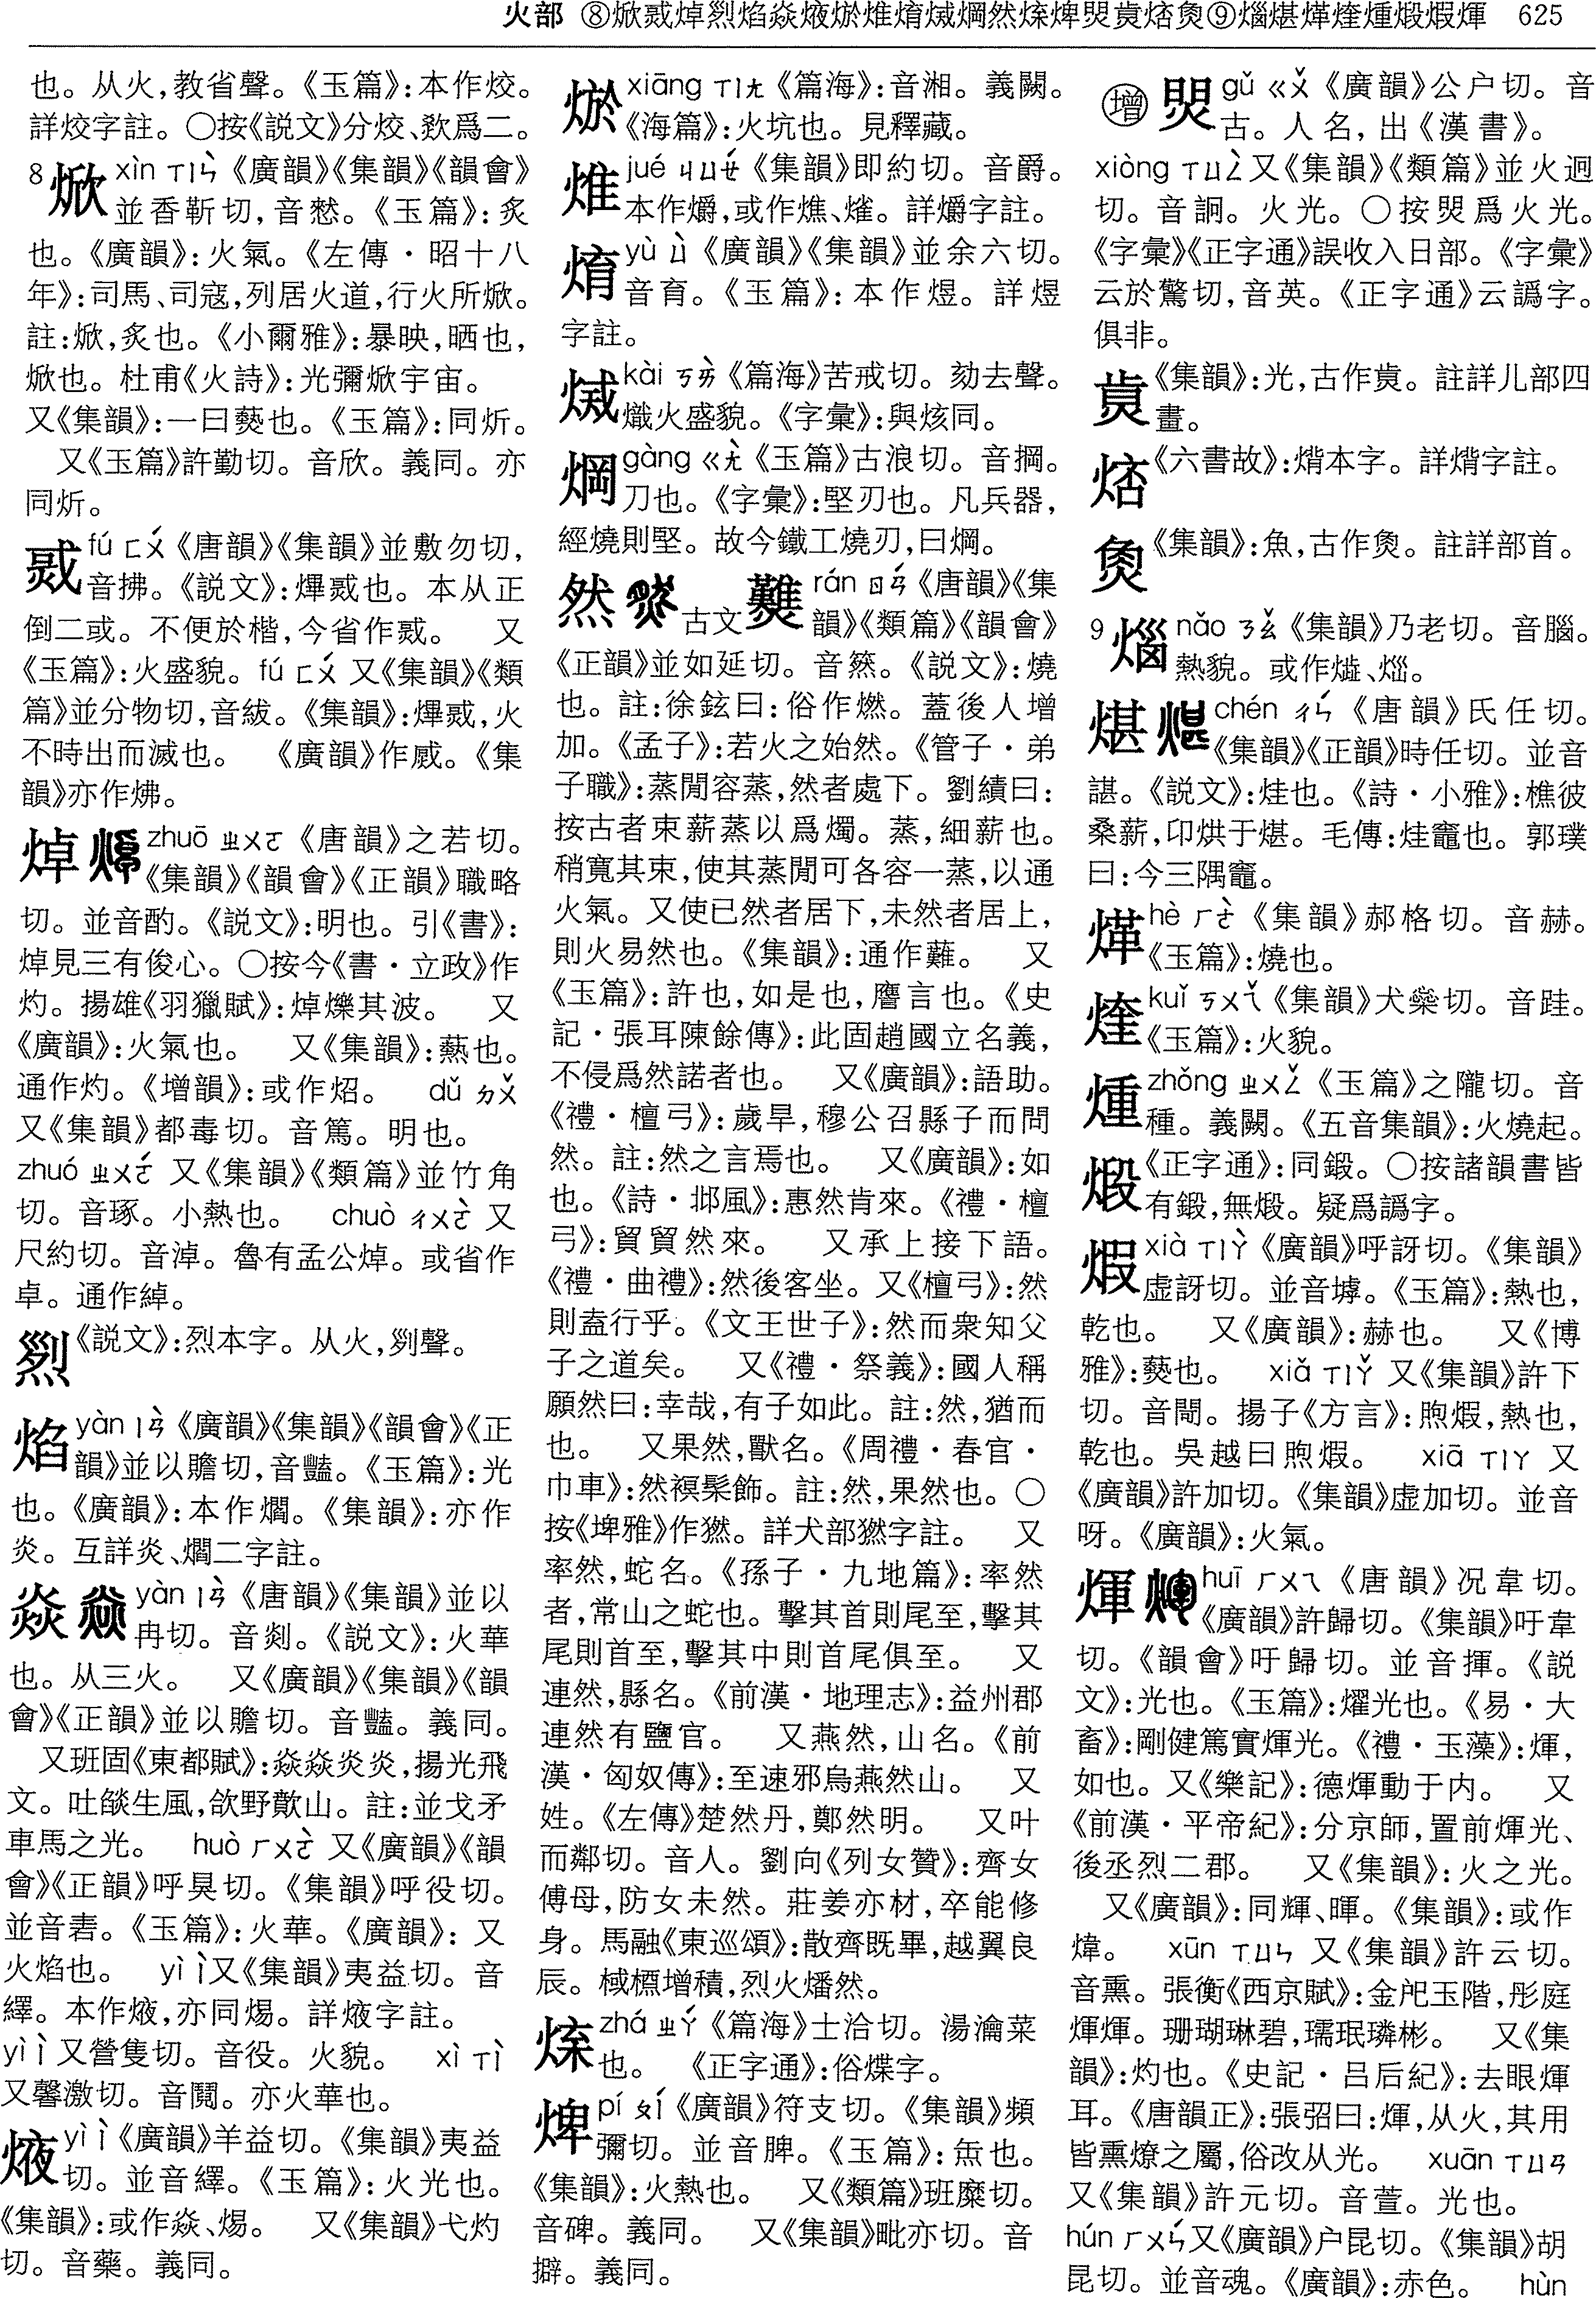 火部 ⑧焮烕焯烮焰焱焲焀焳焴煘焵然煠焷煚㷍焅𤋳⑨㛴煁㷎煃煄煅煆煇 625
也。从火,教省聲。《玉篇》:本作烄。
詳烄字註。○按《説文》分烄、㷅爲二。
8焮 xìn ㄒㄧㄣˋ《廣韻》《集韻》《韻會》
並香靳切,音㥼。《玉篇》:炙
也。《廣韻》:火氣。《左傳·昭十八
年》:司馬、司寇,列居火道,行火所焮。
註:焮,炙也。《小爾雅》:暴映,晒也,
焮也。杜甫《火詩》:光彌焮宇宙。
又《集韻》:一曰爇也。《玉篇》:同炘。
又《玉篇》許勤切。音欣。義同。亦
同炘。
fú ㄈㄨˊ《唐韻》《集韻》並敷勿切,
音拂。《説文》:熚㷇也。本从正
倒二或。不便於楷,今省作㷇。 又
《玉篇》:火盛貌。fú ㄈㄨˊ 又《集韻》《類
篇》並分物切,音紱。《集韻》:熚㷇,火
不時出而滅也。 《廣韻》作烕。《集
韻》亦作炥。
焯 zhuō ㄓㄨㄛ《唐韻》之若切。
《集韻》《韻會》《正韻》職略
切。並音酌。《説文》:明也。引《書》:
焯見三有俊心。○按今《書·立政》作
灼。揚雄《羽獵賦》:焯爍其波。 又
《廣韻》:火氣也。 又《集韻》:爇也。
通作灼。《增韻》:或作炤。 dǔ ㄉㄨˇ
又《集韻》都毒切。音篤。明也。
zhuó ㄓㄨㄛˊ 又《集韻》《類篇》並竹角
切。音琢。小熱也。 chuò ㄔㄨㄛˋ 又
尺約切。音淖。魯有孟公焯。或省作
卓。通作綽。
《説文》:烈本字。从火,剡聲。
焰 yàn ㄧㄢˋ《廣韻》《集韻》《韻會》《正
韻》並以贍切,音豔。《玉篇》:光
也。《廣韻》:本作爓。《集韻》:亦作
炎。互詳炎、爓二字註。
焱 yàn ㄧㄢˋ《唐韻》《集韻》並以
冉切。音剡。《説文》:火華
也。从三火。 又《廣韻》《集韻》《韻
會》《正韻》並以贍切。音豔。義同。
又班固《東都賦》:焱焱炎炎,揚光飛
文。吐燄生風,欱野歕山。註:並戈矛
車馬之光。 huò ㄏㄨㄛˋ 又《廣韻》《韻
會》《正韻》呼昊切。《集韻》呼役切。
並音砉。《玉篇》:火華。《廣韻》:又
火焰也。 yì ㄧˋ又《集韻》夷益切。音
繹。本作焲,亦同焬。詳焲字註。
yì ㄧˋ 又營隻切。音役。火貌。 xì ㄒㄧˋ
又馨激切。音鬩。亦火華也。
焲 yì ㄧˋ《廣韻》羊益切。《集韻》夷益
切。並音繹。《玉篇》:火光也。
《集韻》:或作焱、焬。 又《集韻》弋灼
切。音藥。義同。
xiāng ㄒㄧㄤ《篇海》:音湘。義闕。
《海篇》:火坑也。見釋藏。
jué ㄐㄩㄝˊ《集韻》即約切。音爵。
本作爝,或作燋、㸈。詳爝字註。
焴 yù ㄩˋ《廣韻》《集韻》並余六切。
音育。《玉篇》:本作煜。詳煜
字註。
kài ㄎㄞˋ《篇海》苦戒切。劾去聲。
熾火盛貌。《字彙》:與烗同。
焵 gàng ㄍㄤˋ《玉篇》古浪切。音掆。
刀也。《字彙》:堅刃也。凡兵器,
經燒則堅。故今鐵工燒刃,曰焵。
然 古文㸐 rán ㄖㄢˊ《唐韻》《集
韻》《類篇》《韻會》
《正韻》並如延切。音㸐。《説文》:燒
也。註:徐鉉曰:俗作燃。蓋後人增
加。《孟子》:若火之始然。《管子·弟
子職》:蒸閒容蒸,然者處下。劉績曰:
按古者束薪蒸以爲燭。蒸,細薪也。
稍寬其束,使其蒸閒可各容一蒸,以通
火氣。又使已然者居下,未然者居上,
則火易然也。《集韻》:通作蘸。 又
《玉篇》:許也,如是也,譍言也。《史
記·張耳陳餘傳》:此固趙國立名義,
不侵爲然諾者也。 又《廣韻》:語助。
《禮·檀弓》:歲旱,穆公召縣子而問
然。註:然之言焉也。 又《廣韻》:如
也。《詩·邶風》:惠然肯來。《禮·檀
弓》:貿貿然來。 又承上接下語。
《禮·曲禮》:然後客坐。又《檀弓》:然
則盍行乎。《文王世子》:然而衆知父
子之道矣。 又《禮·祭義》:國人稱
願然曰:幸哉,有子如此。註:然,猶而
也。 又果然,獸名。《周禮·春官·
巾車》:然䙾髤飾。註:然,果然也。○
按《埤雅》作㹶。詳犬部㹶字註。 又
率然,蛇名。《孫子·九地篇》:率然
者,常山之蛇也。擊其首則尾至,擊其
尾則首至,擊其中則首尾俱至。 又
連然,縣名。《前漢·地理志》:益州郡
連然有鹽官。 又燕然,山名。《前
漢·匈奴傳》:至速邪烏燕然山。 又
姓。《左傳》楚然丹,鄭然明。 又叶
而鄰切。音人。劉向《列女贊》:齊女
傅母,防女未然。莊姜亦材,卒能修
身。馬融《東巡頌》:散齊既畢,越翼良
辰。棫檟增積,烈火燔然。
zhá ㄓㄚˊ《篇海》士洽切。湯瀹菜
也。 《正字通》:俗煠字。
焷 pí ㄆㄧˊ《廣韻》符支切。《集韻》頻
彌切。並音脾。《玉篇》:缹也。
《集韻》:火熱也。 又《類篇》班糜切。
音碑。義同。 又《集韻》毗亦切。音
擗。義同。
㊞增 煚 gǔ ㄍㄨˇ《廣韻》公户切。音
古。人名,出《漢書》。
xiòng ㄒㄩㄥˋ又《集韻》《類篇》並火迥
切。音詗。火光。○按煚爲火光。
《字彙》《正字通》誤收入日部。《字彙》
云於驚切,音英。《正字通》云譌字。
俱非。
《集韻》:光,古作炗。註詳儿部四
畫。
《六書故》:焟本字。詳焟字註。
《集韻》:魚,古作𤋳。註詳部首。
9 nǎo ㄋㄠˇ《集韻》乃老切。音腦。
熱貌。或作㷈、㶽。
煁 chén ㄔㄣˊ《唐韻》氏任切。
《集韻》《正韻》時任切。並音
諶。《説文》:烓也。《詩·小雅》:樵彼
桑薪,卬烘于煁。毛傳:烓竈也。郭璞
曰:今三隅竈。
hè ㄏㄜˋ《集韻》郝格切。音赫。
《玉篇》:燒也。
煃 kuǐ ㄎㄨㄟˇ《集韻》犬橤切。音跬。
《玉篇》:火貌。
煄 zhǒng ㄓㄨㄥˇ《玉篇》之隴切。音
種。義闕。《五音集韻》:火燒起。
煅《正字通》:同鍛。○按諸韻書皆
有鍛,無煅。疑爲譌字。
煆 xià ㄒㄧㄚˋ《廣韻》呼訝切。《集韻》
虛訝切。並音罅。《玉篇》:熱也,
乾也。 又《廣韻》:赫也。 又《博
雅》:爇也。 xiǎ ㄒㄧㄚˇ 又《集韻》許下
切。音閜。揚子《方言》:煦煆,熱也,
乾也。吳越曰煦煆。 xiā ㄒㄧㄚ 又
《廣韻》許加切。《集韻》虛加切。並音
呀。《廣韻》:火氣。
煇 huī ㄏㄨㄟ《唐韻》况韋切。
《廣韻》許歸切。《集韻》吁韋
切。《韻會》吁歸切。並音揮。《説
文》:光也。《玉篇》:燿光也。《易·大
畜》:剛健篤實煇光。《禮·玉藻》:煇,
如也。又《樂記》:德煇動于内。 又
《前漢·平帝紀》:分京師,置前煇光、
後丞烈二郡。 又《集韻》:火之光。
又《廣韻》:同輝、暉。《集韻》:或作
煒。 xūn ㄒㄩㄣ 又《集韻》許云切。
音熏。張衡《西京賦》:金戺玉階,彤庭
煇煇。珊瑚琳碧,瓀珉璘彬。 又《集
韻》:灼也。《史記·吕后紀》:去眼煇
耳。《唐韻正》:張弨曰:煇,从火,其用
皆熏燎之屬,俗改从光。 xuān ㄒㄩㄢ
又《集韻》許元切。音萱。光也。
hún ㄏㄨㄣˊ又《廣韻》户昆切。《集韻》胡
昆切。並音魂。《廣韻》:赤色。 hùn